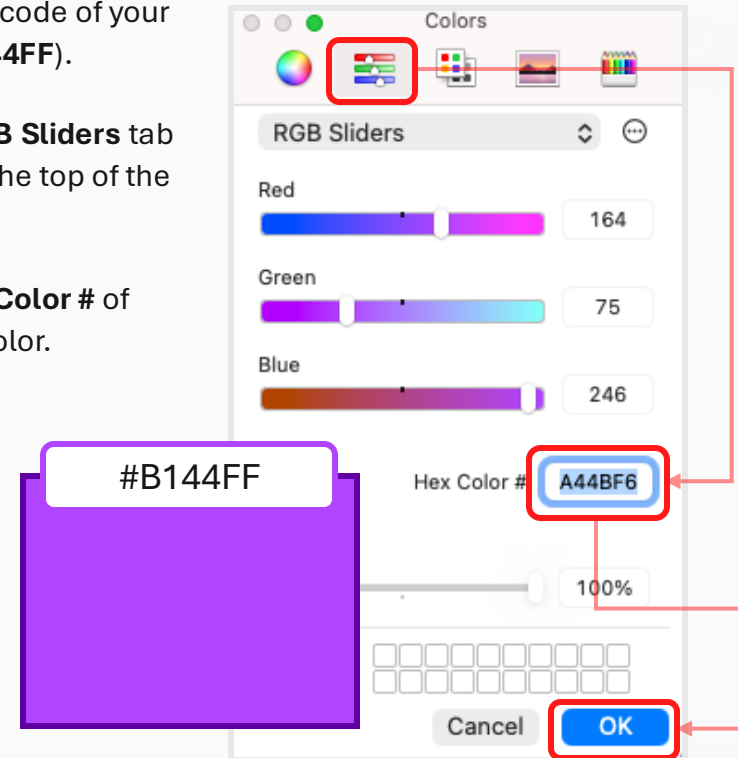 code of your
44FF).
B Sliders tab
he top of the
Color # of
olor.
Colors
RGB Sliders
Red
164
Green
75
Blue
246
#B144FF
Hex Color #
A44BF6
100%
Cancel
OK